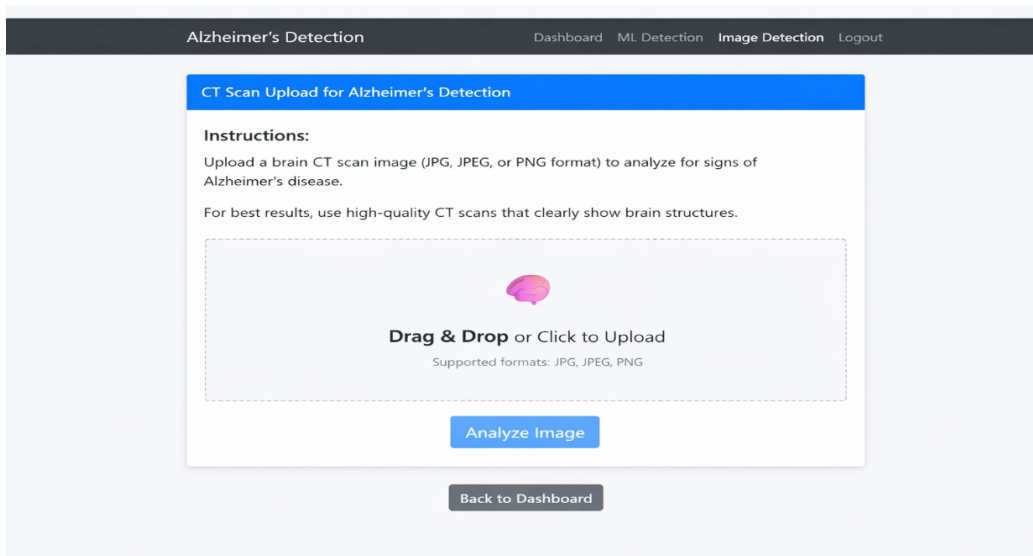 Alzheimer's Detection
Dashboard ML Detection Image Detection Logout
CT Scan Upload for Alzheimer's Detection
Instructions:
Upload a brain CT scan image (JPG, JPEG, or PNG format) to analyze for signs of
Alzheimer's disease.
For best results, use high-quality CT scans that clearly show brain structures.
Drag & Drop or Click to Upload
Supported formats: JPG, JPEG, PNG
Analyze Image
Back to Dashboard